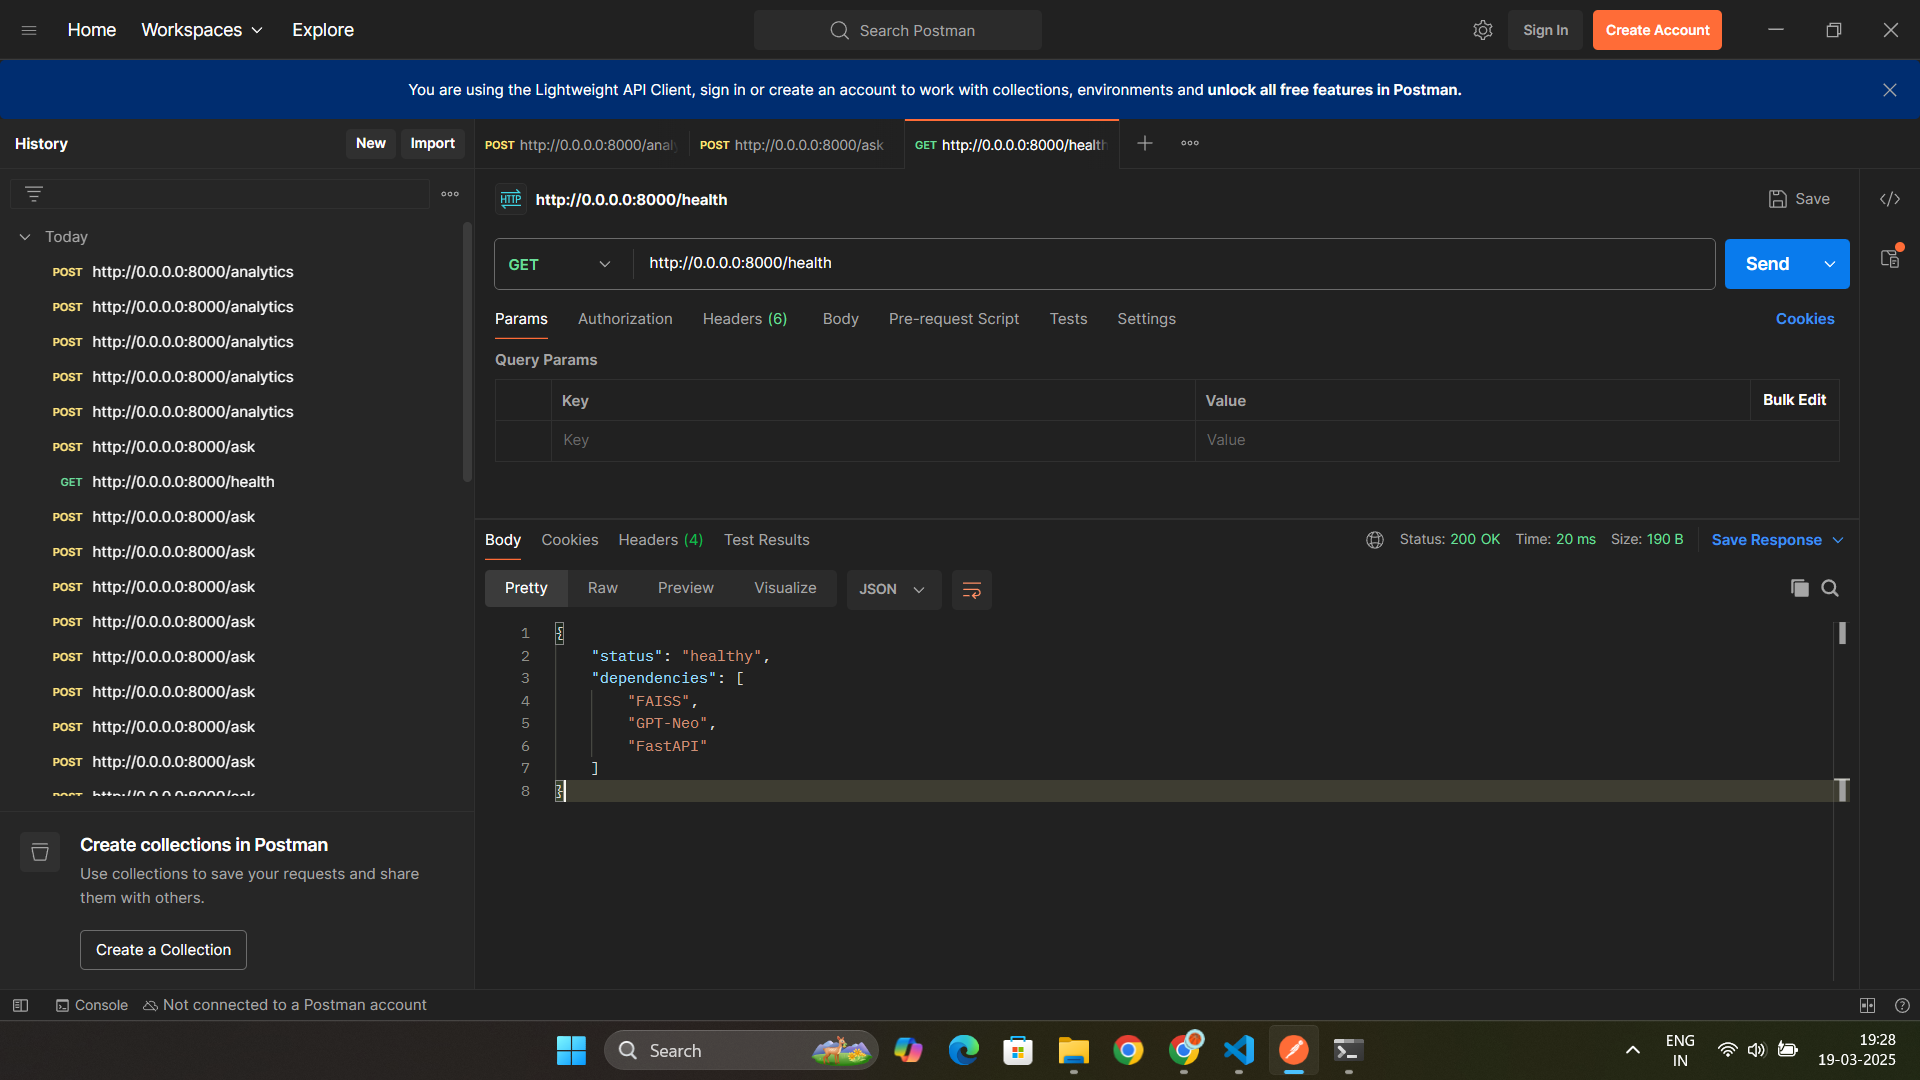 Home Workspaces Explore Search Postman Sign In Create Account
You are using the Lightweight API Client, sign in or create an account to work with collections, environments and unlock all free features in Postman.
History New Import
POST http://0.0.0.0:8000/anal POST http://0.0.0.0:8000/ask GET http://0.0.0.0:8000/health
HTTP http://0.0.0.0:8000/health Save
GET http://0.0.0.0:8000/health Send
Params Authorization Headers (6) Body Pre-request Script Tests Settings Cookies
Query Params
Key Value Bulk Edit
Key Value
Today
POST http://0.0.0.0:8000/analytics
POST http://0.0.0.0:8000/analytics
POST http://0.0.0.0:8000/analytics
POST http://0.0.0.0:8000/analytics
POST http://0.0.0.0:8000/analytics
POST http://0.0.0.0:8000/ask
GET http://0.0.0.0:8000/health
POST http://0.0.0.0:8000/ask
POST http://0.0.0.0:8000/ask
POST http://0.0.0.0:8000/ask
POST http://0.0.0.0:8000/ask
POST http://0.0.0.0:8000/ask
POST http://0.0.0.0:8000/ask
POST http://0.0.0.0:8000/ask
POST http://0.0.0.0:8000/ask
POST http://0.0.0.0:8000/ask
Body Cookies Headers (4) Test Results Status: 200 OK Time: 20 ms Size: 190 B Save Response
Pretty Raw Preview Visualize JSON
1 {
2 "status": "healthy",
3 "dependencies": [
4 "FAISS",
5 "GPT-Neo",
6 "FastAPI"
7 ]
8 }
Create collections in Postman
Use collections to save your requests and share
them with others.
Create a Collection
Console Not connected to a Postman account
Search
ENG
IN
19:28
19-03-2025